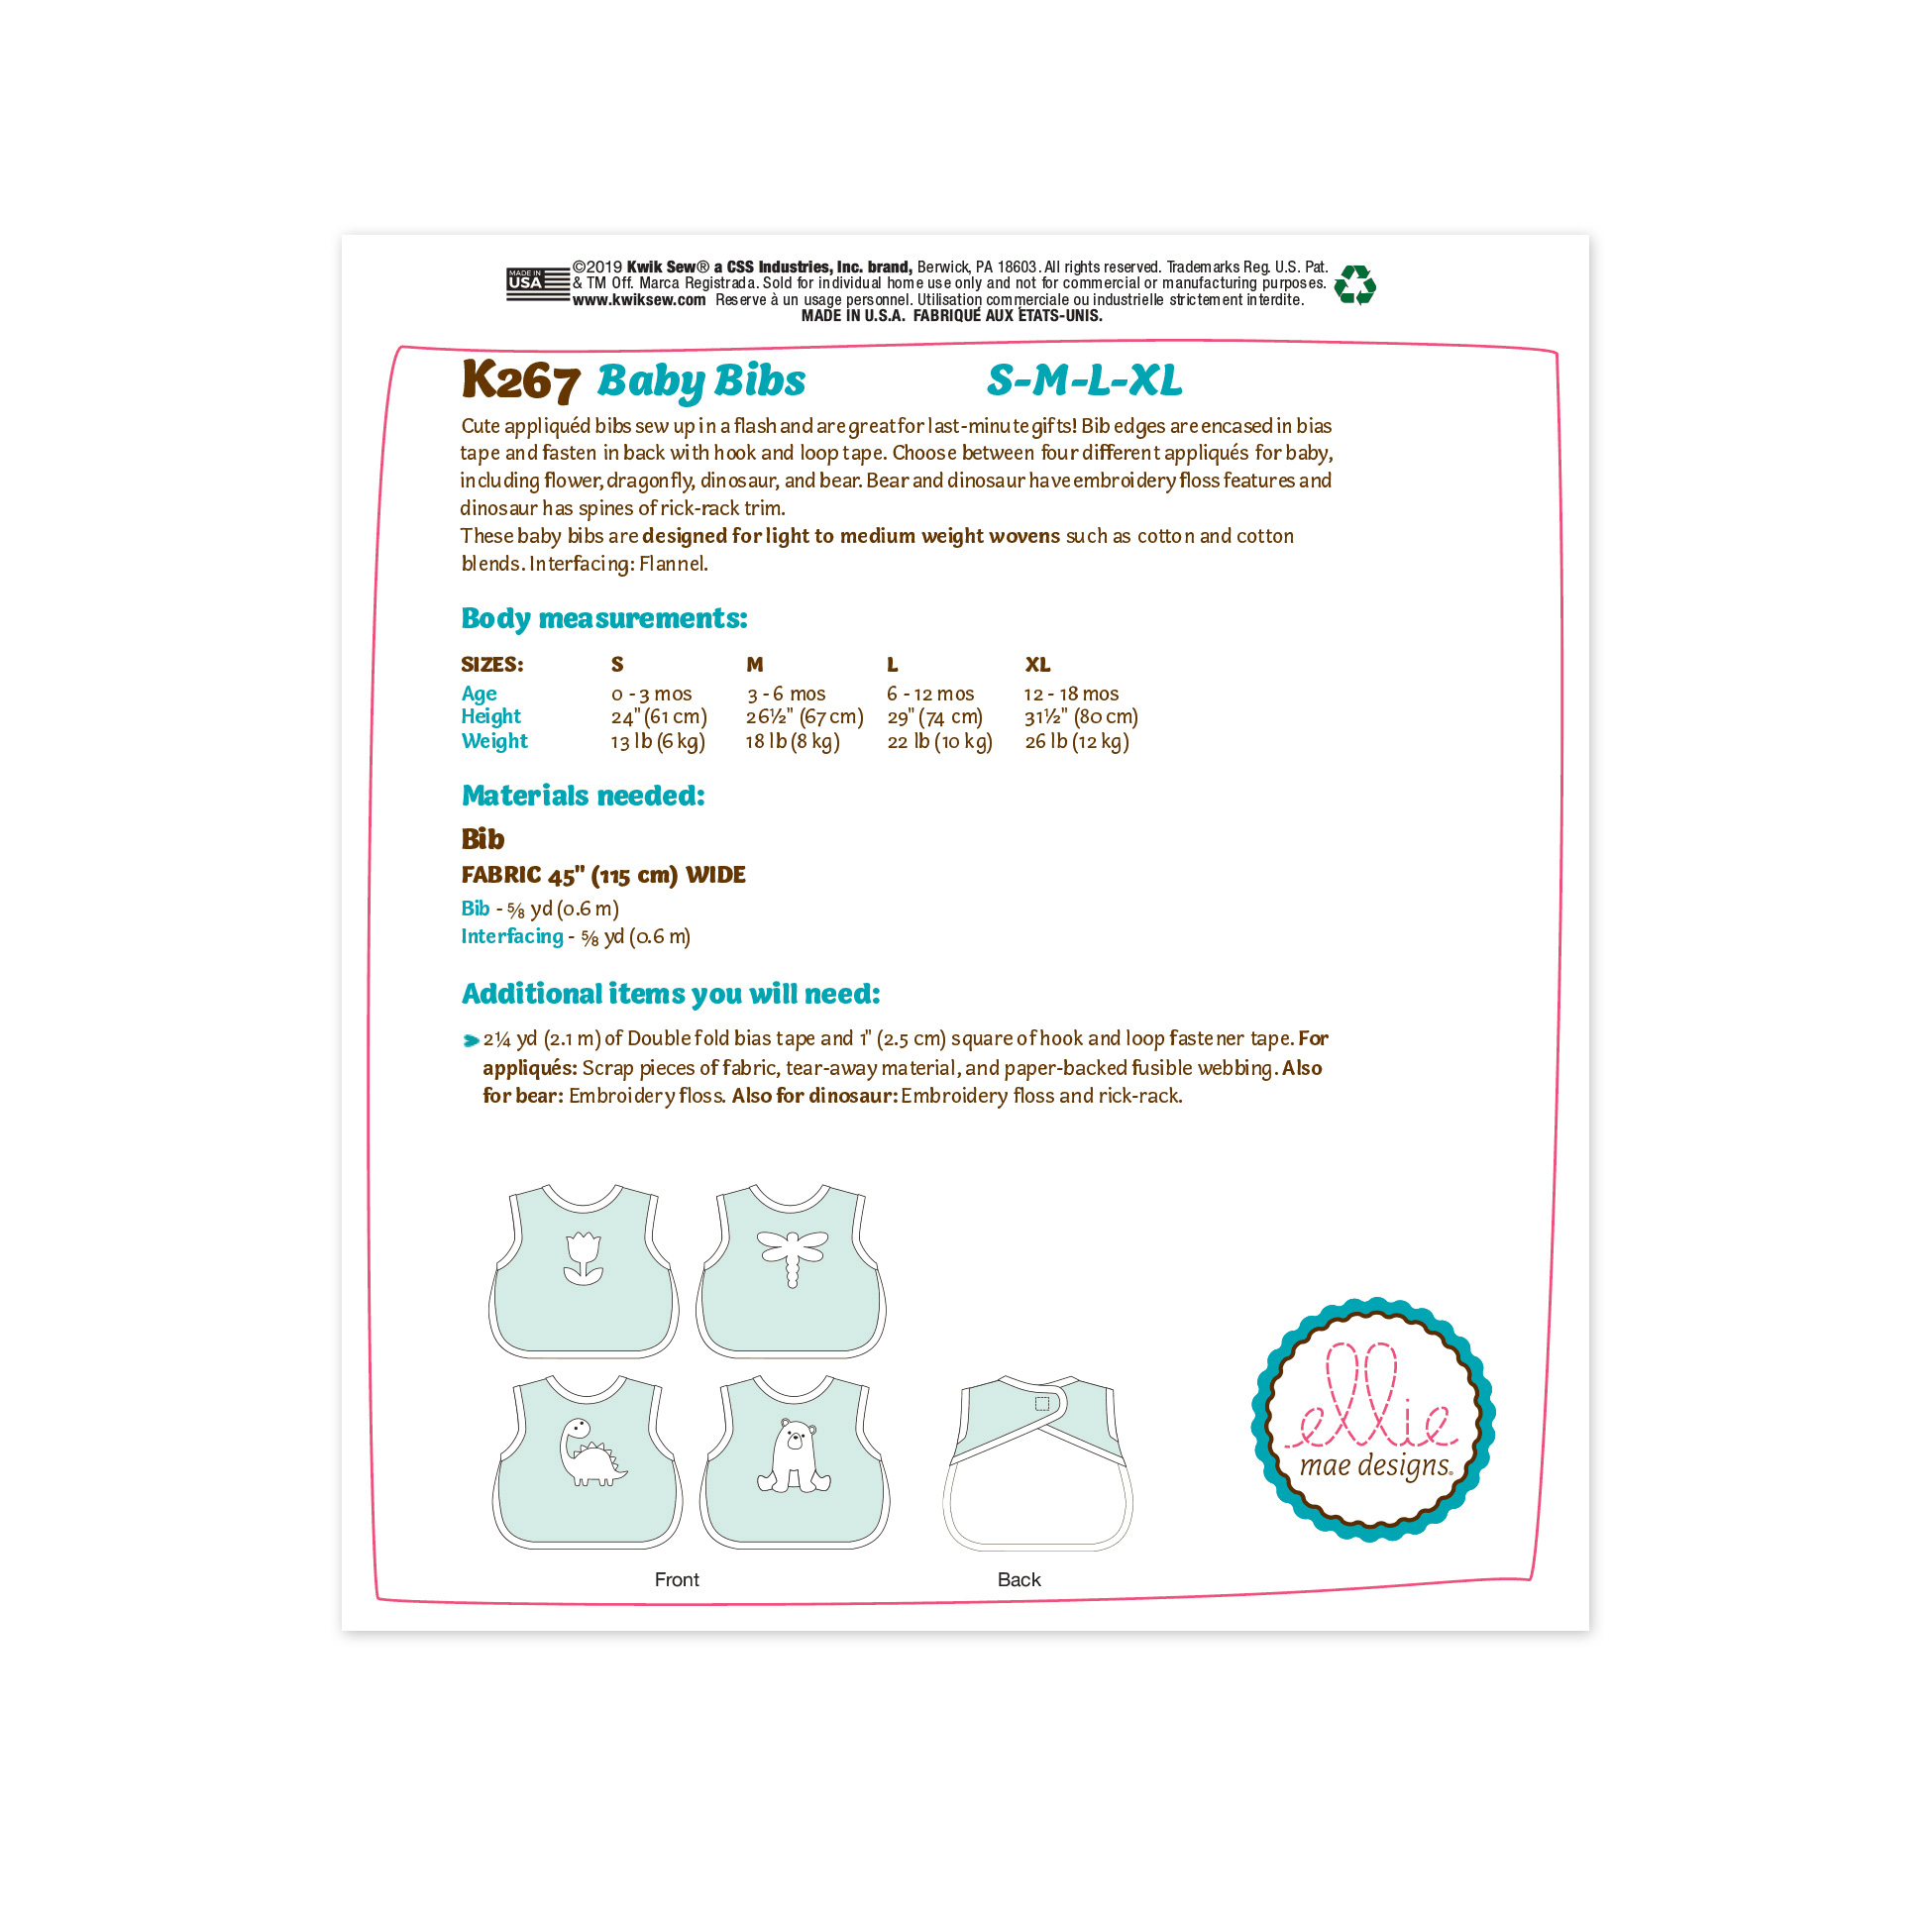 MADE IN
USA
©2019 Kwik Sew® a CSS Industries, Inc. brand, Berwick, PA 18603. All rights reserved. Trademarks Reg. U.S. Pat.
& TM Off. Marca Registrada. Sold for individual home use only and not for commercial or manufacturing purposes.
www.kwiksew.com Reserve à un usage personnel. Utilisation commerciale ou industrielle strictement interdite.
MADE IN U.S.A. FABRIQUÉ AUX ETATS-UNIS.
K267 Baby Bibs S-M-L-XL
Cute appliquéd bibs sew up in a flash and are great for last-minute gifts! Bib edges are encased in bias
tape and fasten in back with hook and loop tape. Choose between four different appliqués for baby,
including flower, dragonfly, dinosaur, and bear. Bear and dinosaur have embroidery floss features and
dinosaur has spines of rick-rack trim.
These baby bibs are designed for light to medium weight wovens such as cotton and cotton
blends. Interfacing: Flannel.
Body measurements:
SIZES: S M L XL
Age 0 - 3 mos 3 - 6 mos 6 - 12 mos 12 - 18 mos
Height 24" (61 cm) 26½" (67 cm) 29" (74 cm) 31½" (80 cm)
Weight 13 lb (6 kg) 18 lb (8 kg) 22 lb (10 kg) 26 lb (12 kg)
Materials needed:
Bib
FABRIC 45" (115 cm) WIDE
Bib - ⅝ yd (0.6 m)
Interfacing - ⅝ yd (0.6 m)
Additional items you will need:
2¼ yd (2.1 m) of Double fold bias tape and 1" (2.5 cm) square of hook and loop fastener tape. For
appliqués: Scrap pieces of fabric, tear-away material, and paper-backed fusible webbing. Also
for bear: Embroidery floss. Also for dinosaur: Embroidery floss and rick-rack.
ellie
mae designs®
Front Back